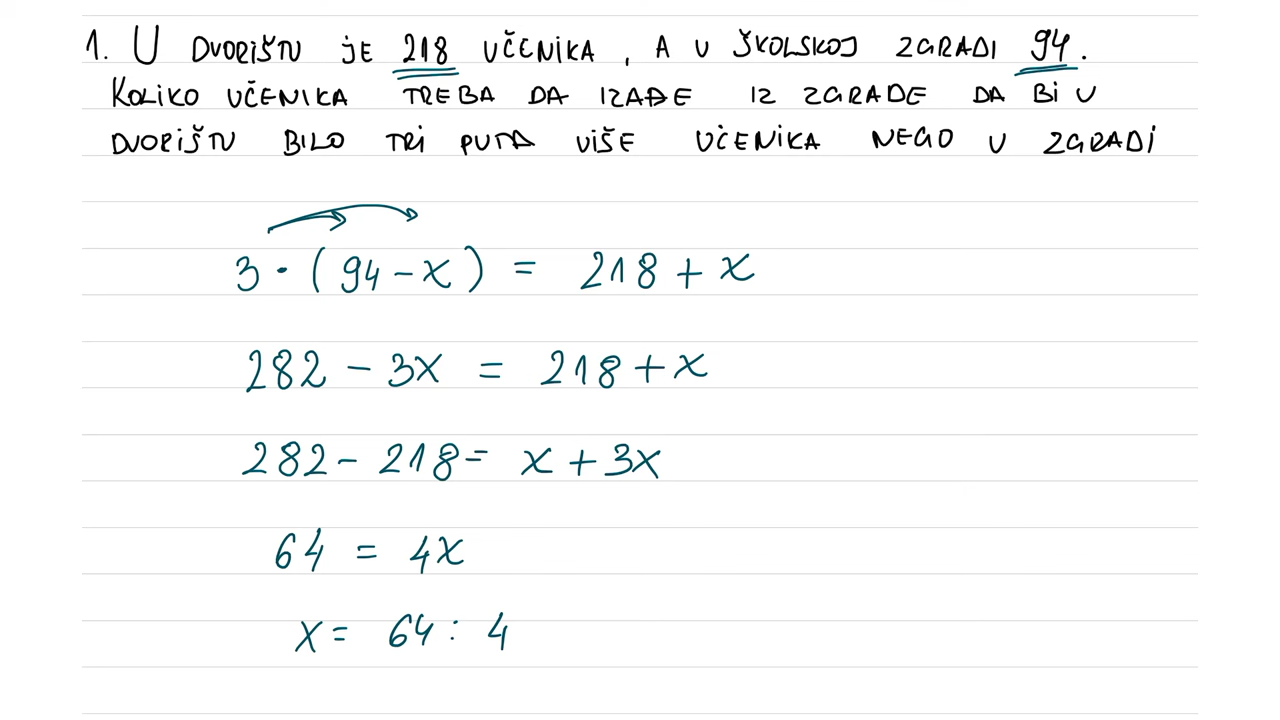 1. U DVORIŠTU JE 218 UČENIKA, A U ŠKOLSKOJ ZGRADI 94.
KOLIKO UČENIKA TREBA DA IZAĐE IZ ZGRADE DA BI U
DVORIŠTU BILO TRI PUTA VIŠE UČENIKA NEGO U ZGRADI
3 · (94 - x) = 218 + x
282 - 3x = 218 + x
282 - 218 = x + 3x
64 = 4x
x = 64 : 4